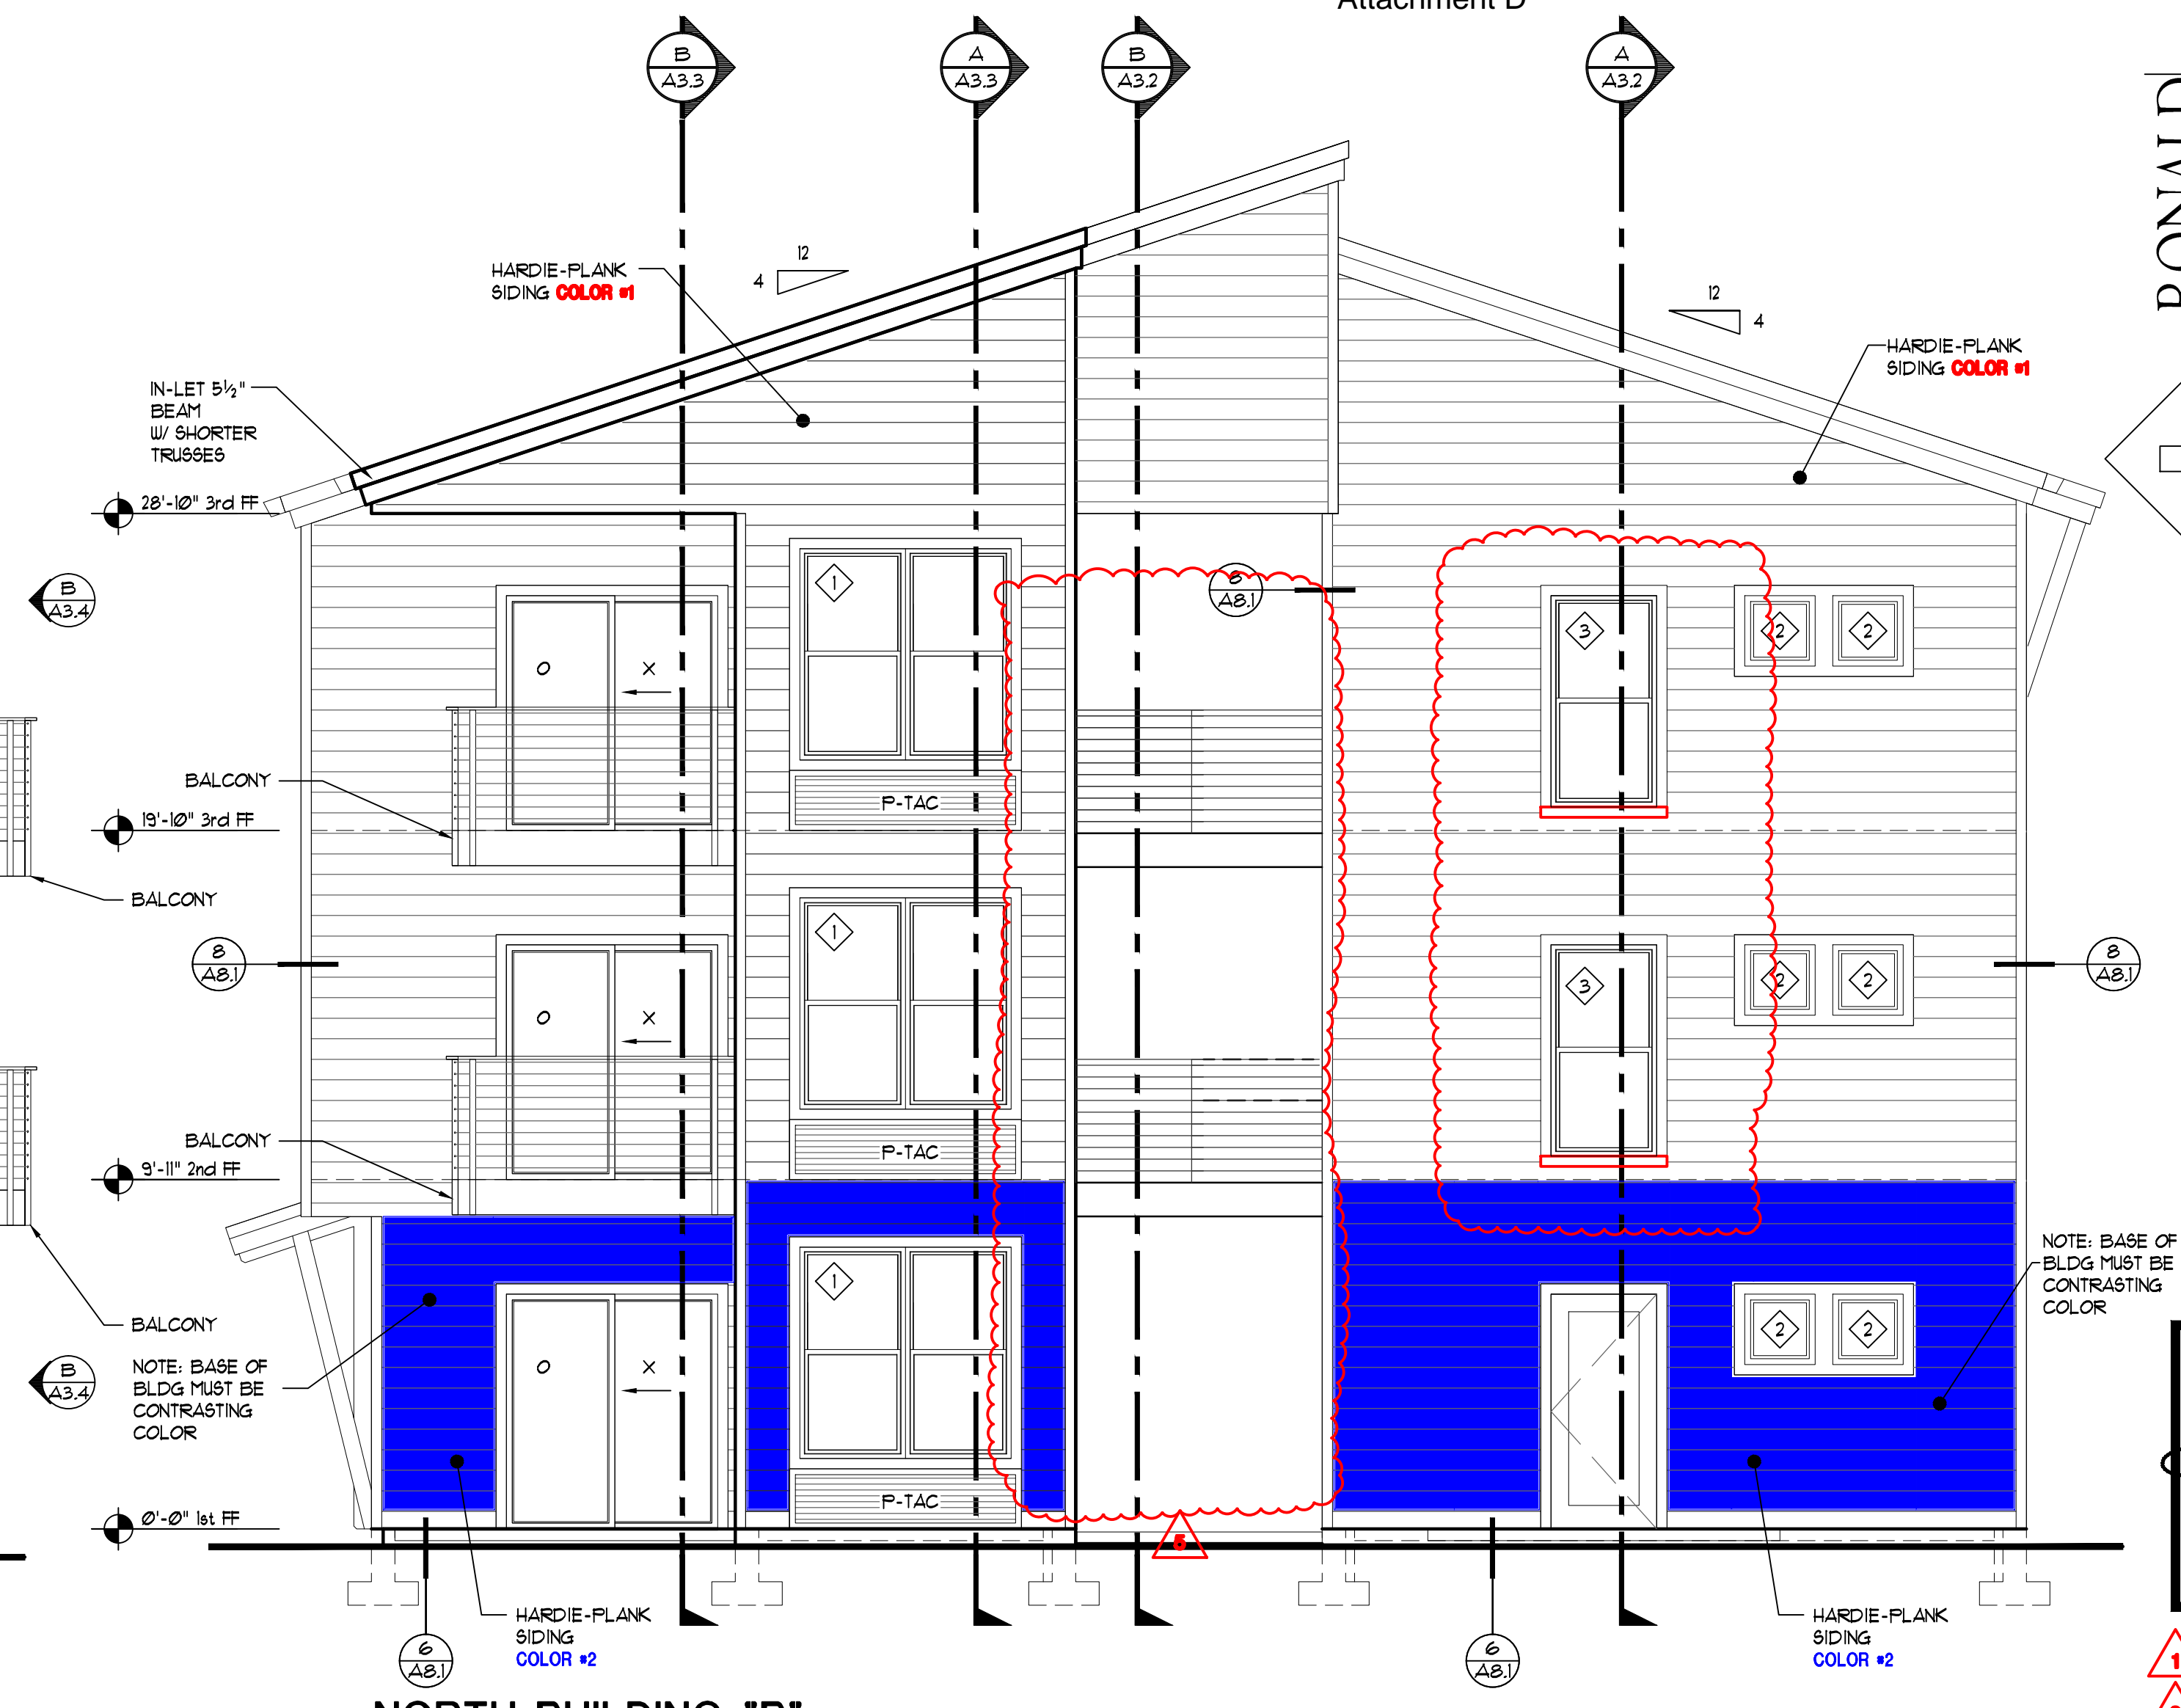 Attachment D
B
A3.3
A
A3.3
B
A3.2
A
A3.2
HARDIE-PLANK
SIDING COLOR #1
12
4
12
4
HARDIE-PLANK
SIDING COLOR #1
IN-LET 5½"
BEAM
W/ SHORTER
TRUSSES
28'-10" 3rd FF
B
A3.4
1
8
A8.1
3
2
2
O
X
P-TAC
BALCONY
19'-10" 3rd FF
BALCONY
8
A8.1
1
3
2
2
8
A8.1
O
X
P-TAC
BALCONY
9'-11" 2nd FF
BALCONY
B
A3.4
NOTE: BASE OF
BLDG MUST BE
CONTRASTING
COLOR
1
2
2
NOTE: BASE OF
BLDG MUST BE
CONTRASTING
COLOR
O
X
P-TAC
0'-0" 1st FF
5
HARDIE-PLANK
SIDING
COLOR #2
6
A8.1
6
A8.1
HARDIE-PLANK
SIDING
COLOR #2
1
NORTH BUILDING "B"